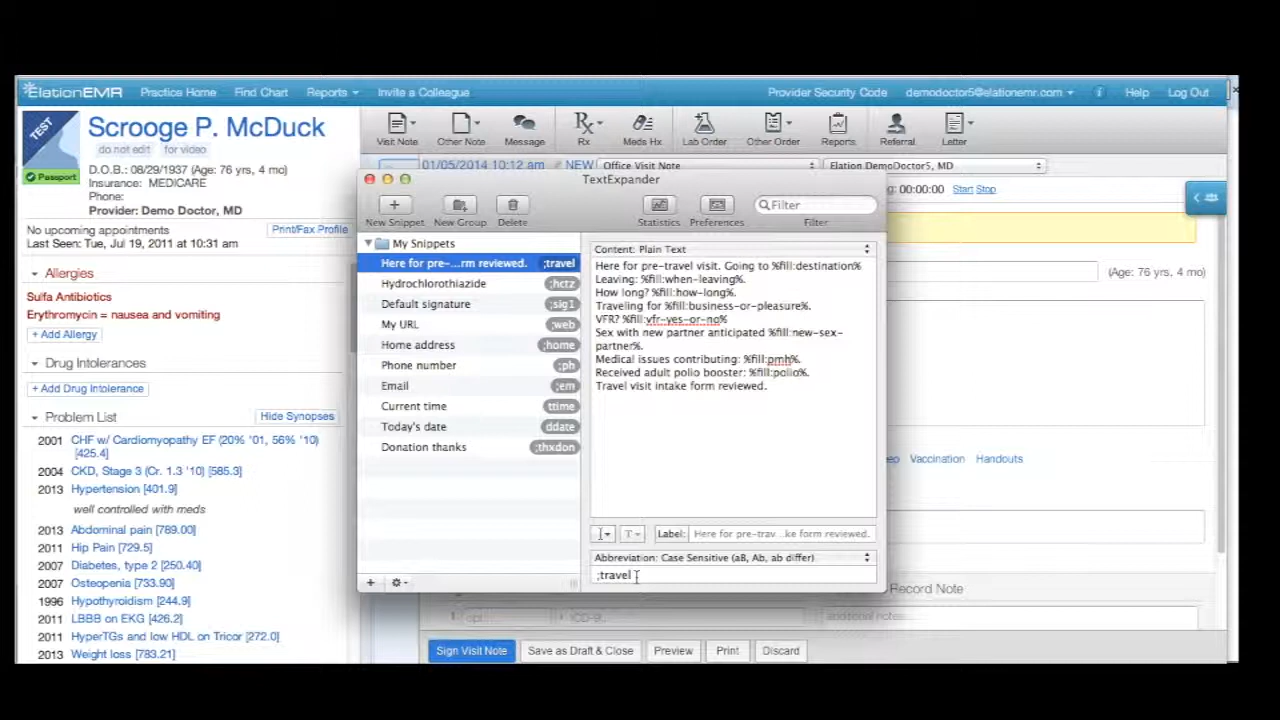 ElationEMR Practice Home Find Chart Reports Invite a Colleague Provider Security Code demodoctor5@elationemr.com i Help Log Out
TEST
Scrooge P. McDuck
do not edit for video
Passport
D.O.B.: 08/29/1937 (Age: 76 yrs, 4 mo)
Insurance: MEDICARE
Phone:
Provider: Demo Doctor, MD
No upcoming appointments Print/Fax Profile
Last Seen: Tue, Jul 19, 2011 at 10:31 am
Allergies
Sulfa Antibiotics
Erythromycin = nausea and vomiting
+ Add Allergy
Drug Intolerances
+ Add Drug Intolerance
Problem List Hide Synopses
2001 CHF w/ Cardiomyopathy EF (20% '01, 56% '10)
[425.4]
2004 CKD, Stage 3 (Cr. 1.3 '10) [585.3]
2013 Hypertension [401.9]
well controlled with meds
2013 Abdominal pain [789.00]
2011 Hip Pain [729.5]
2007 Diabetes, type 2 [250.40]
2007 Osteopenia [733.90]
1996 Hypothyroidism [244.9]
2011 LBBB on EKG [426.2]
2011 HyperTGs and low HDL on Tricor [272.0]
2013 Weight loss [783.21]
Visit Note Other Note Message Rx Meds Hx Lab Order Other Order Reports Referral Letter
01/05/2014 10:12 am NEW Office Visit Note Elation DemoDoctor5, MD
00:00:00 Start Stop
(Age: 76 yrs, 4 mo)
Vaccination Handouts
Record Note
ICD-9..
additional notes...
Sign Visit Note Save as Draft & Close Preview Print Discard
TextExpander
New Snippet New Group Delete Statistics Preferences Filter
Filter
My Snippets
Here for pre-...rm reviewed. ;travel
Hydrochlorothiazide ;hctz
Default signature ;sig1
My URL ;web
Home address ;home
Phone number ;ph
Email ;em
Current time ttime
Today's date ddate
Donation thanks ;thxdon
Content: Plain Text
Here for pre-travel visit. Going to %fill:destination%
Leaving: %fill:when-leaving%.
How long? %fill:how-long%.
Traveling for %fill:business-or-pleasure%.
VFR? %fill:vfr-yes-or-no%
Sex with new partner anticipated %fill:new-sex-
partner%.
Medical issues contributing: %fill:pmh%.
Received adult polio booster: %fill:polio%.
Travel visit intake form reviewed.
Label: Here for pre-trav...ke form reviewed.
Abbreviation: Case Sensitive (aB, Ab, ab differ)
;travel